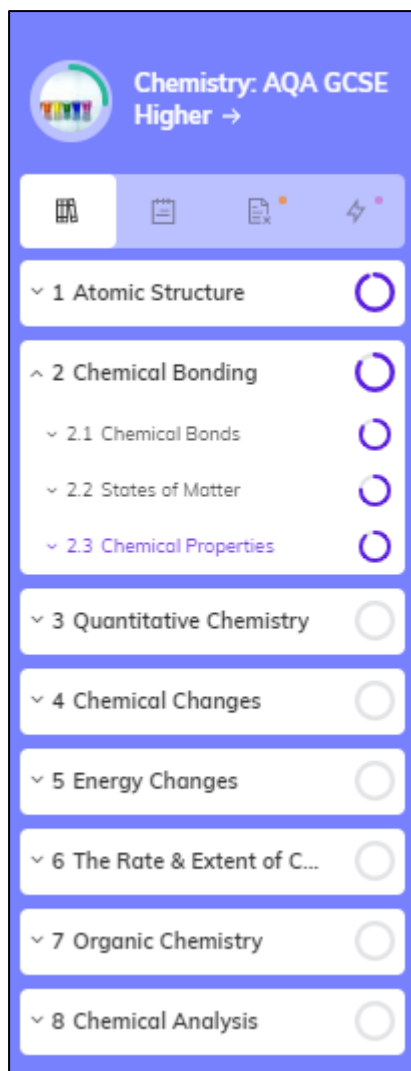 Chemistry: AQA GCSE
Higher →
1 Atomic Structure
2 Chemical Bonding
2.1 Chemical Bonds
2.2 States of Matter
2.3 Chemical Properties
3 Quantitative Chemistry
4 Chemical Changes
5 Energy Changes
6 The Rate & Extent of C...
7 Organic Chemistry
8 Chemical Analysis